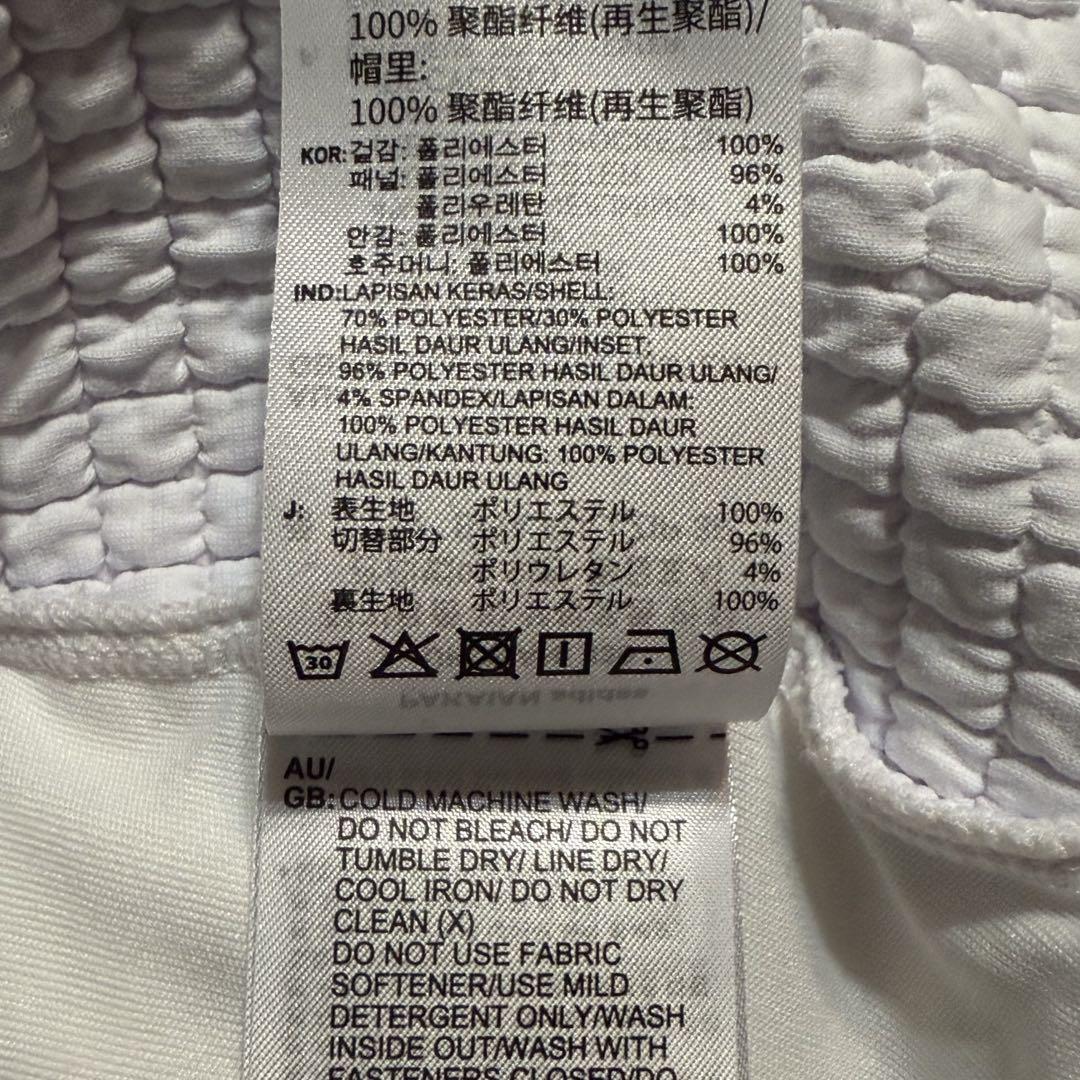 100% 聚酯纤维(再生聚酯)/
帽里:
100% 聚酯纤维(再生聚酯)
KOR: 겉감: 폴리에스터 100%
패널: 폴리에스터 96%
폴리우레탄 4%
안감: 폴리에스터 100%
호주머니: 폴리에스터 100%
IND:LAPISAN KERAS/SHELL:
70% POLYESTER/30% POLYESTER
HASIL DAUR ULANG/INSET:
96% POLYESTER HASIL DAUR ULANG/
4% SPANDEX/LAPISAN DALAM:
100% POLYESTER HASIL DAUR
ULANG/KANTUNG: 100% POLYESTER
HASIL DAUR ULANG
J: 表生地 ポリエステル 100%
切替部分 ポリエステル 96%
ポリウレタン 4%
裏生地 ポリエステル 100%
30
AU/
GB: COLD MACHINE WASH/
DO NOT BLEACH/ DO NOT
TUMBLE DRY/ LINE DRY/
COOL IRON/ DO NOT DRY
CLEAN (X)
DO NOT USE FABRIC
SOFTENER/USE MILD
DETERGENT ONLY/WASH
INSIDE OUT/WASH WITH
FASTENERS CLOSED/DO